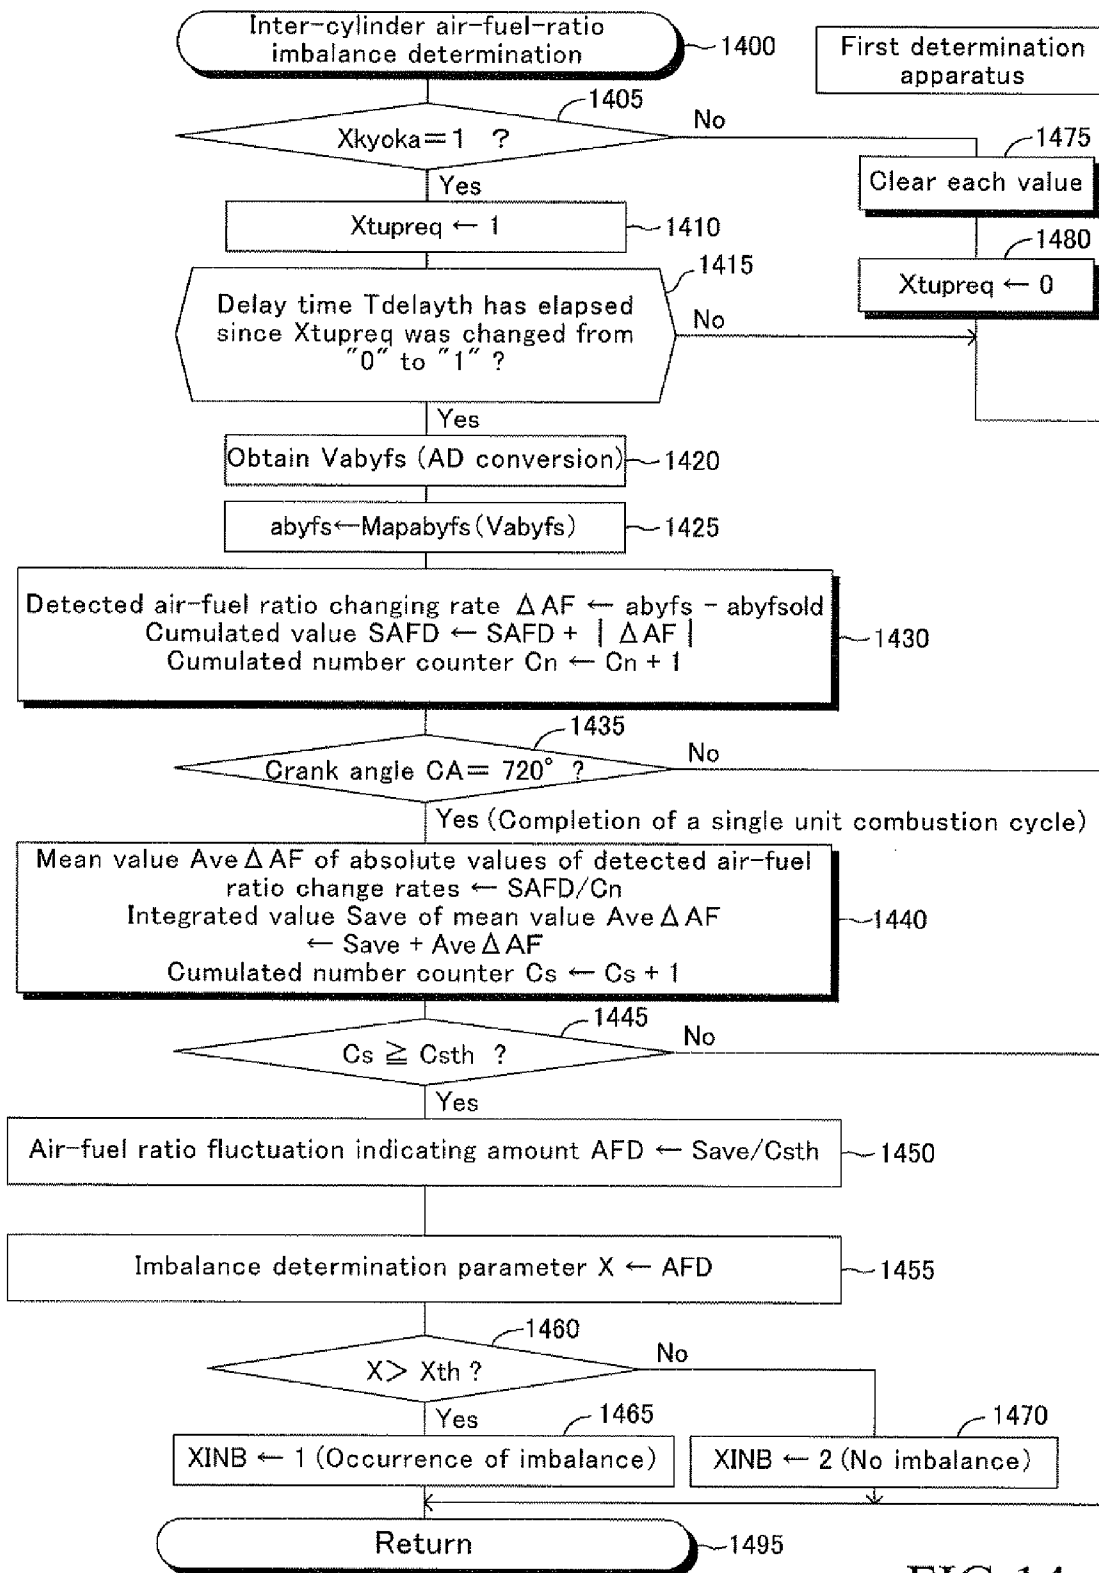 Inter-cylinder air-fuel-ratio
imbalance determination
1400
First determination
apparatus
1405
Xkyoka=1 ?
No
Yes
1475
Clear each value
Xtupreq ← 1
1410
1480
Xtupreq ← 0
1415
Delay time Tdelayth has elapsed
since Xtupreq was changed from
"0" to "1" ?
No
Yes
Obtain Vabyfs (AD conversion)
1420
abyfs←Mapabyfs(Vabyfs)
1425
Detected air-fuel ratio changing rate ΔAF ← abyfs - abyfsold
Cumulated value SAFD ← SAFD + | ΔAF |
Cumulated number counter Cn ← Cn + 1
1430
1435
Crank angle CA= 720° ?
No
Yes (Completion of a single unit combustion cycle)
Mean value AveΔAF of absolute values of detected air-fuel
ratio change rates ← SAFD/Cn
Integrated value Save of mean value AveΔAF
← Save + AveΔAF
Cumulated number counter Cs ← Cs + 1
1440
1445
Cs ≧ Csth ?
No
Yes
Air-fuel ratio fluctuation indicating amount AFD ← Save/Csth
1450
Imbalance determination parameter X ← AFD
1455
1460
X> Xth ?
No
Yes
1465
XINB ← 1 (Occurrence of imbalance)
1470
XINB ← 2 (No imbalance)
Return
1495
FIG.14